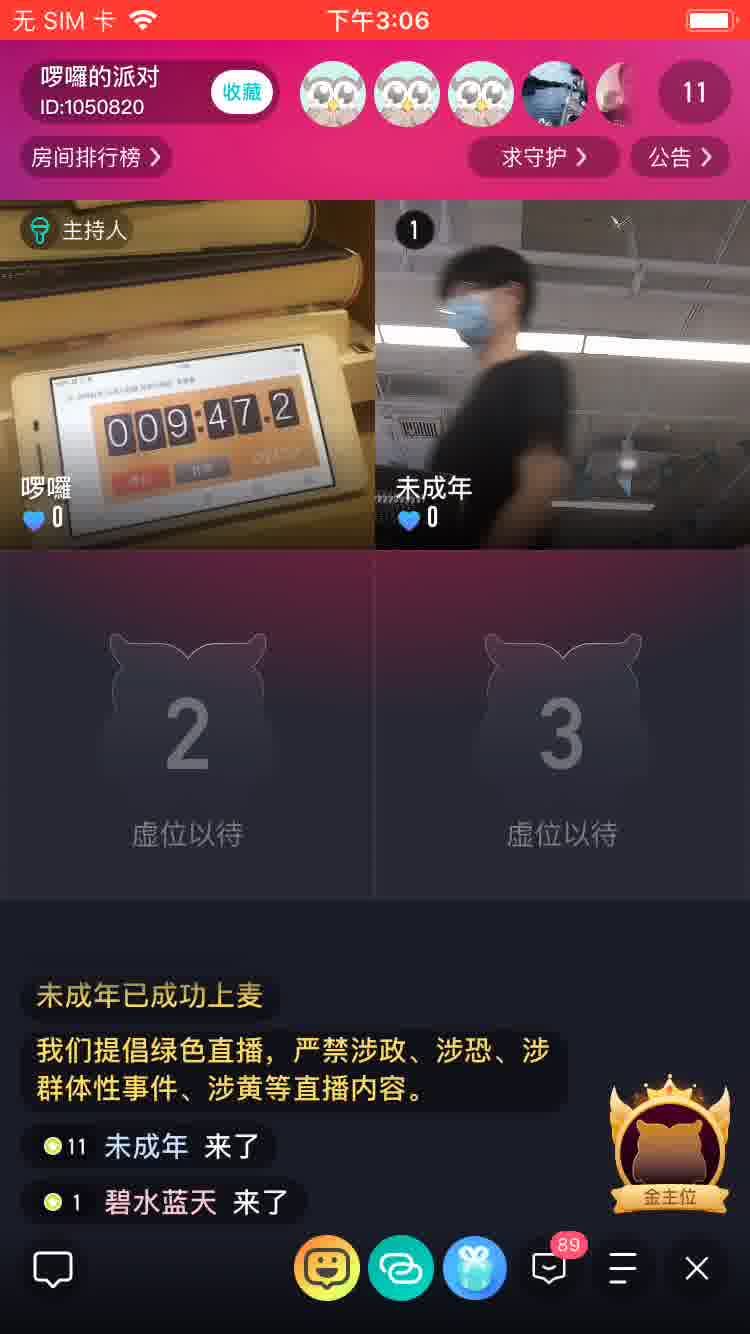 无 SIM 卡
下午3:06
啰囉的派对
ID:1050820
收藏
11
房间排行榜
求守护
公告
主持人
1
009:47.2
啰囉
0
未成年
0
2
3
虚位以待
虚位以待
未成年已成功上麦
我们提倡绿色直播，严禁涉政、涉恐、涉
群体性事件、涉黄等直播内容。
11 未成年 来了
1 碧水蓝天 来了
金主位
89